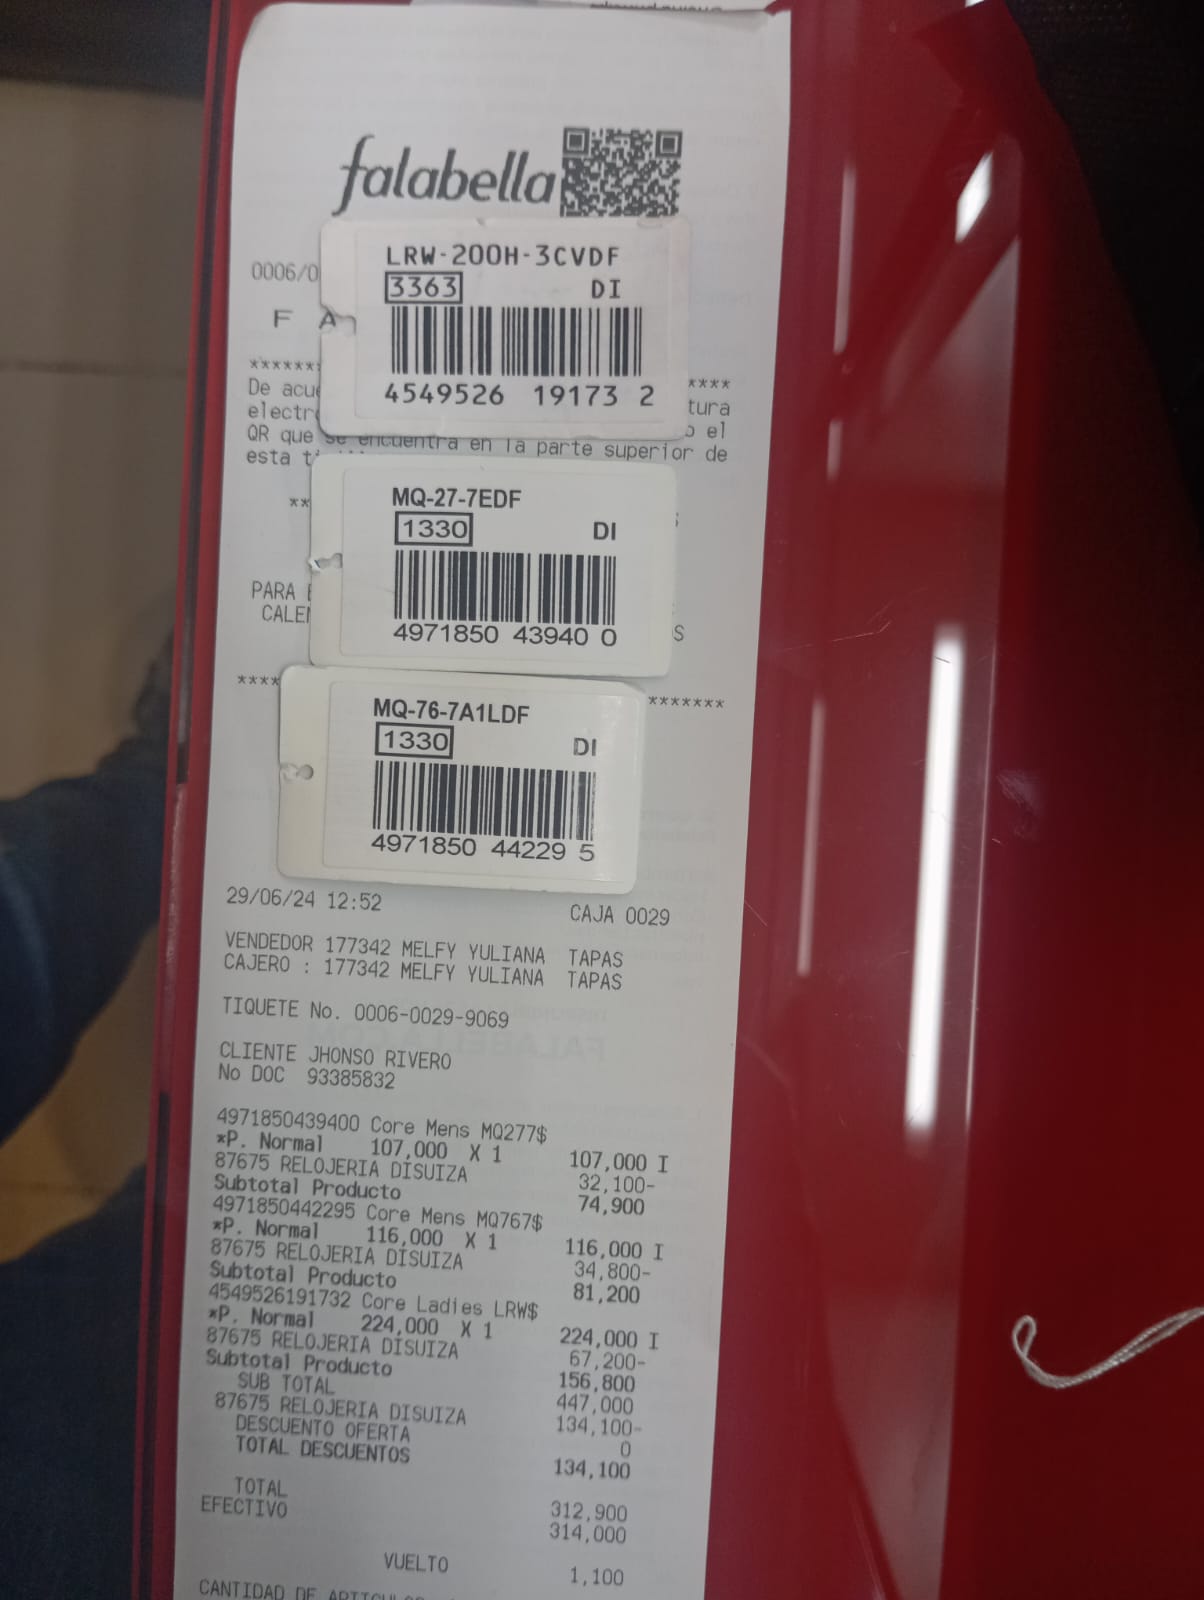 falabella
LRW-200H-3CVDF
3363 DI
4549526 19173 2
0006/0
F A
****** ****
De acue tura
electr o el
QR que se encuentra en la parte superior de
esta t
**
MQ-27-7EDF
1330 DI
4971850 43940 0
PARA
CALE S
**** *******
MQ-76-7A1LDF
1330 DI
4971850 44229 5
29/06/24 12:52 CAJA 0029
VENDEDOR 177342 MELFY YULIANA TAPAS
CAJERO : 177342 MELFY YULIANA TAPAS
TIQUETE No. 0006-0029-9069
CLIENTE JHONSO RIVERO
No DOC 93385832
4971850439400 Core Mens MQ277$
*P. Normal 107,000 X 1 107,000 I
87675 RELOJERIA DISUIZA 32,100-
Subtotal Producto 74,900
4971850442295 Core Mens MQ767$
*P. Normal 116,000 X 1 116,000 I
87675 RELOJERIA DISUIZA 34,800-
Subtotal Producto 81,200
4549526191732 Core Ladies LRW$
*P. Normal 224,000 X 1 224,000 I
87675 RELOJERIA DISUIZA 67,200-
Subtotal Producto 156,800
SUB TOTAL 447,000
87675 RELOJERIA DISUIZA 134,100-
DESCUENTO OFERTA 0
TOTAL DESCUENTOS 134,100
TOTAL 312,900
EFECTIVO 314,000
VUELTO 1,100
CANTIDAD DE